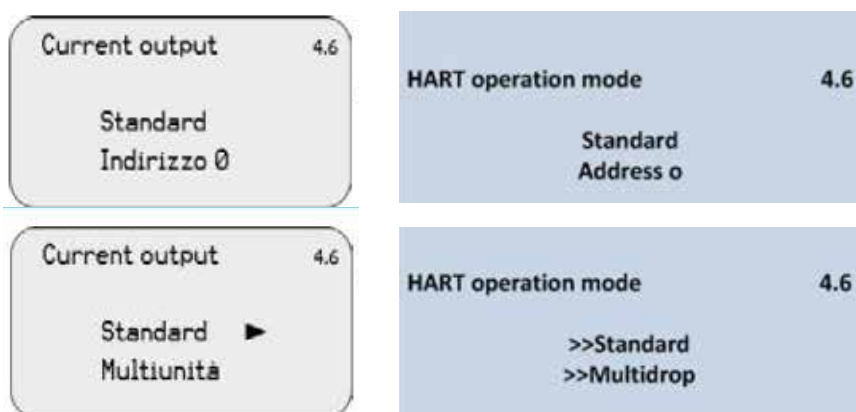 Current output 4.6
Standard
Indirizzo 0
HART operation mode 4.6
Standard
Address o
Current output 4.6
Standard ►
Multiunità
HART operation mode 4.6
>>Standard
>>Multidrop